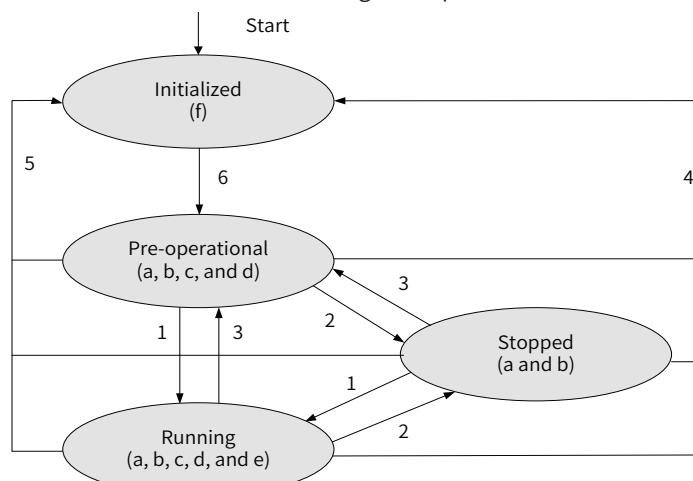 Start
Initialized
(f)
5
6
4
Pre-operational
(a, b, c, and d)
3
2
1
3
Stopped
(a and b)
1
2
Running
(a, b, c, d, and e)